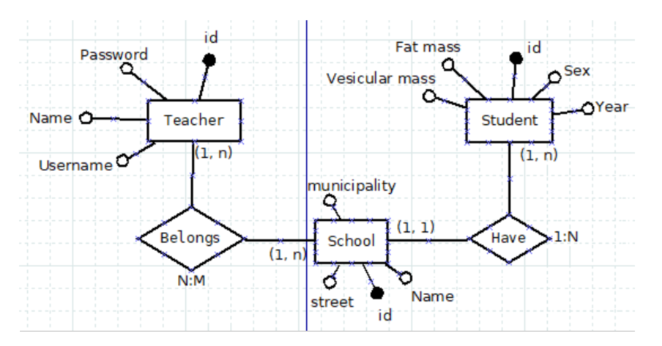 id
Password
Name
Username
Teacher
(1, n)
Belongs
N:M
(1, n)
municipality
School
street
id
Name
(1, 1)
Fat mass
id
Vesicular mass
Sex
Year
Student
(1, n)
Have
1:N